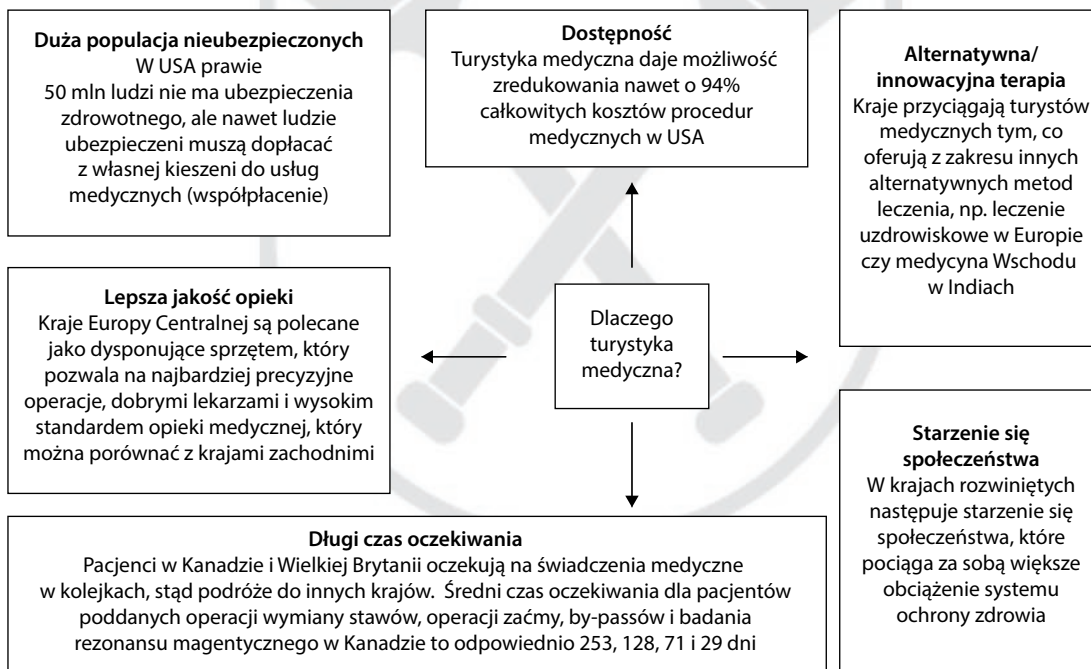 Duża populacja nieubezpieczonych
W USA prawie
50 mln ludzi nie ma ubezpieczenia
zdrowotnego, ale nawet ludzie
ubezpieczeni muszą dopłacać
z własnej kieszeni do usług
medycznych (współpłacenie)
Dostępność
Turystyka medyczna daje możliwość
zredukowania nawet o 94%
całkowitych kosztów procedur
medycznych w USA
Alternatywna/
innowacyjna terapia
Kraje przyciągają turystów
medycznych tym, co
oferują z zakresu innych
alternatywnych metod
leczenia, np. leczenie
uzdrowiskowe w Europie
czy medycyna Wschodu
w Indiach
Lepsza jakość opieki
Kraje Europy Centralnej są polecane
jako dysponujące sprzętem, który
pozwala na najbardziej precyzyjne
operacje, dobrymi lekarzami i wysokim
standardem opieki medycznej, który
można porównać z krajami zachodnimi
Dlaczego
turystyka
medyczna?
Starzenie się
społeczeństwa
W krajach rozwiniętych
następuje starzenie się
społeczeństwa, które
pociąga za sobą większe
obciążenie systemu
ochrony zdrowia
Długi czas oczekiwania
Pacjenci w Kanadzie i Wielkiej Brytanii oczekują na świadczenia medyczne
w kolejkach, stąd podróże do innych krajów. Średni czas oczekiwania dla pacjentów
poddanych operacji wymiany stawów, operacji zaćmy, by-passów i badania
rezonansu magentycznego w Kanadzie to odpowiednio 253, 128, 71 i 29 dni